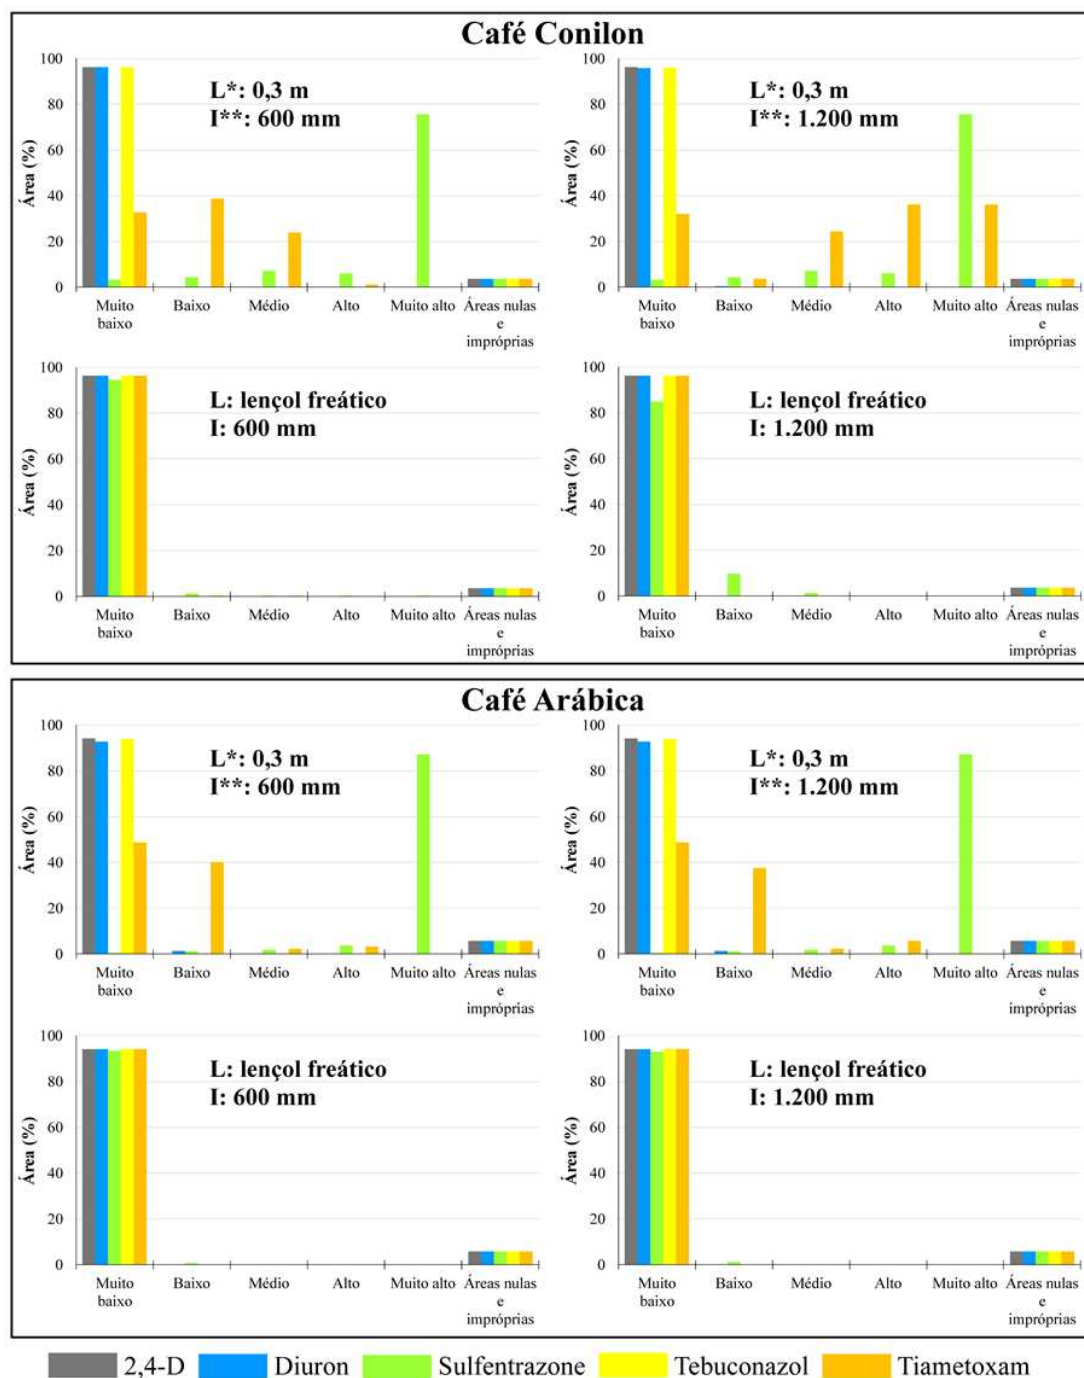 Café Conilon
Área (%)
100
80
60
40
20
0
L*: 0,3 m
I**: 600 mm
Muito baixo
Baixo
Médio
Alto
Muito alto
Áreas nulas e impróprias
Área (%)
100
80
60
40
20
0
L*: 0,3 m
I**: 1.200 mm
Muito baixo
Baixo
Médio
Alto
Muito alto
Áreas nulas e impróprias
Área (%)
100
80
60
40
20
0
L: lençol freático
I: 600 mm
Muito baixo
Baixo
Médio
Alto
Muito alto
Áreas nulas e impróprias
Área (%)
100
80
60
40
20
0
L: lençol freático
I: 1.200 mm
Muito baixo
Baixo
Médio
Alto
Muito alto
Áreas nulas e impróprias
Café Arábica
Área (%)
100
80
60
40
20
0
L*: 0,3 m
I**: 600 mm
Muito baixo
Baixo
Médio
Alto
Muito alto
Áreas nulas e impróprias
Área (%)
100
80
60
40
20
0
L*: 0,3 m
I**: 1.200 mm
Muito baixo
Baixo
Médio
Alto
Muito alto
Áreas nulas e impróprias
Área (%)
100
80
60
40
20
0
L: lençol freático
I: 600 mm
Muito baixo
Baixo
Médio
Alto
Muito alto
Áreas nulas e impróprias
Área (%)
100
80
60
40
20
0
L: lençol freático
I: 1.200 mm
Muito baixo
Baixo
Médio
Alto
Muito alto
Áreas nulas e impróprias
2,4-D Diuron Sulfentrazone Tebuconazol Tiametoxam